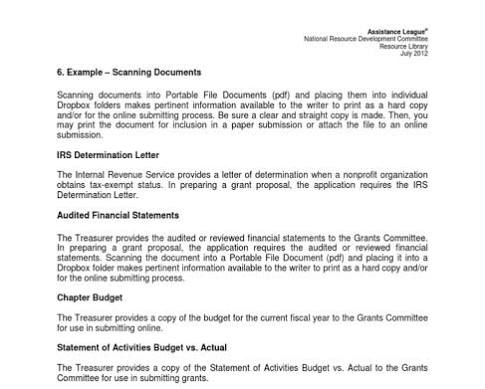 Assistance League®
National Resource Development Committee
Resource Library
July 2012
6. Example – Scanning Documents
Scanning documents into Portable File Documents (pdf) and placing them into individual
Dropbox folders makes pertinent information available to the writer to print as a hard copy
and/or for the online submitting process. Be sure a clear and straight copy is made. Then, you
may print the document for inclusion in a paper submission or attach the file to an online
submission.
IRS Determination Letter
The Internal Revenue Service provides a letter of determination when a nonprofit organization
obtains tax-exempt status. In preparing a grant proposal, the application requires the IRS
Determination Letter.
Audited Financial Statements
The Treasurer provides the audited or reviewed financial statements to the Grants Committee.
In preparing a grant proposal, the application requires the audited or reviewed financial
statements. Scanning the document into a Portable File Document (pdf) and placing it into a
Dropbox folder makes pertinent information available to the writer to print as a hard copy and/or
for the online submitting process.
Chapter Budget
The Treasurer provides a copy of the budget for the current fiscal year to the Grants Committee
for use in submitting online.
Statement of Activities Budget vs. Actual
The Treasurer provides a copy of the Statement of Activities Budget vs. Actual to the Grants
Committee for use in submitting grants.